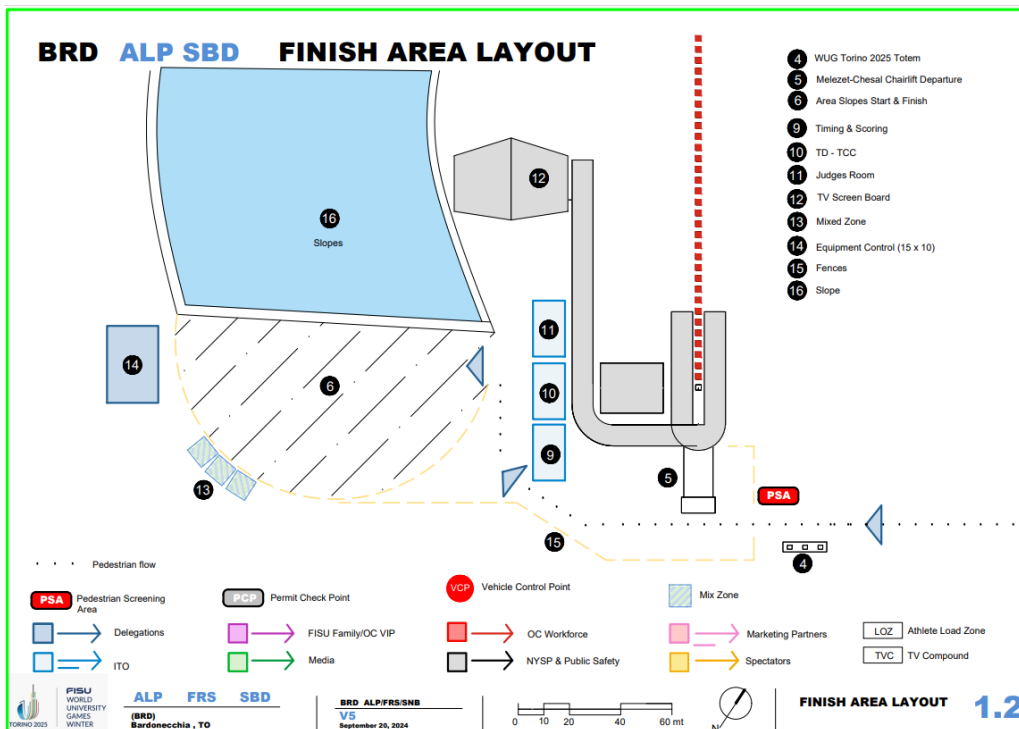 BRD ALP SBD FINISH AREA LAYOUT
4 WUG Torino 2025 Totem
5 Melezet-Chesal Chairlift Departure
6 Area Slopes Start & Finish
9 Timing & Scoring
10 TD - TCC
11 Judges Room
12 TV Screen Board
13 Mixed Zone
14 Equipment Control (15 x 10)
15 Fences
16 Slope
12
16
Slopes
11
14
10
6
9
5
13
PSA
15
4
Pedestrian flow
PSA Pedestrian Screening
Area
PCP Permit Check Point
VCP Vehicle Control Point
Mix Zone
Delegations
FISU Family/OC VIP
OC Workforce
Marketing Partners
LOZ Athlete Load Zone
ITO
Media
NYSP & Public Safety
Spectators
TVC TV Compound
TORINO 2025
FISU
WORLD
UNIVERSITY
GAMES
WINTER
ALP FRS SBD
(BRD)
Bardonecchia , TO
BRD ALP/FRS/SNB
V5
September 20, 2024
0 10 20 40 60 mt
N
FINISH AREA LAYOUT 1.2